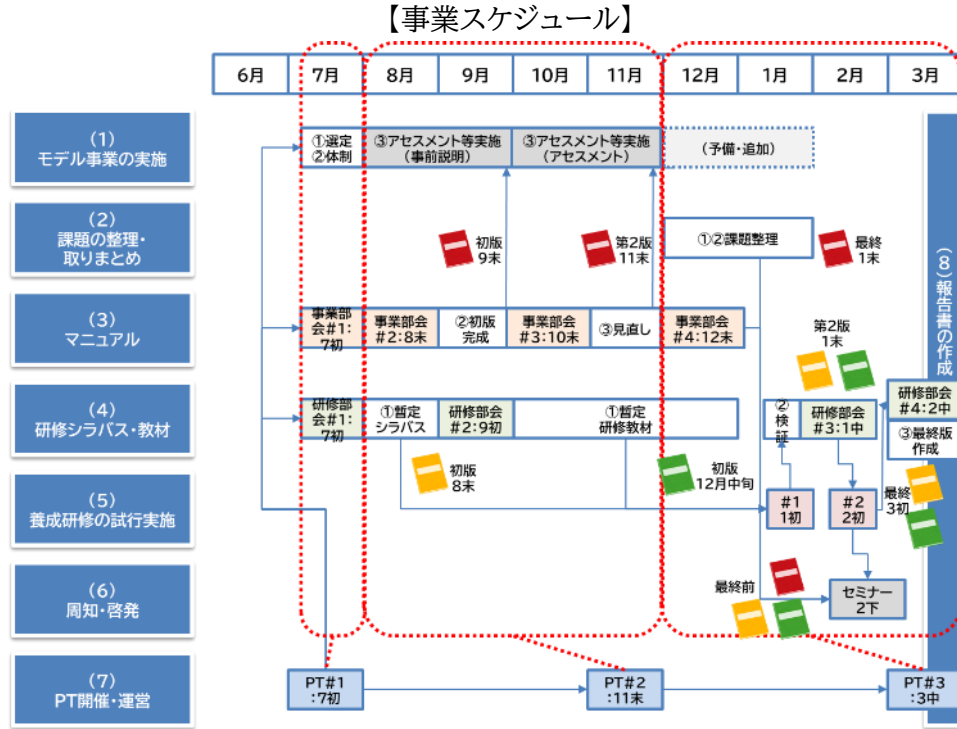 【事業スケジュール】
6月 7月 8月 9月 10月 11月 12月 1月 2月 3月
(1)
モデル事業の実施
①選定
②体制
③アセスメント等実施
(事前説明)
③アセスメント等実施
(アセスメント)
(予備・追加)
(2)
課題の整理・
取りまとめ
初版
9末
第2版
11末
①②課題整理
最終
1末
(3)
マニュアル
事業部
会#1:
7初
事業部会
#2:8末
②初版
完成
事業部会
#3:10末
③見直し
事業部会
#4:12末
第2版
1末
(4)
研修シラバス・教材
研修部
会#1:
7初
①暫定
シラバス
研修部会
#2:9初
①暫定
研修教材
②
検
証
研修部会
#3:1中
研修部会
#4:2中
③最終版
作成
初版
8末
初版
12月中旬
(5)
養成研修の試行実施
#1
1初
#2
2初
最終
3初
(6)
周知・啓発
最終前
セミナー
2下
(7)
PT開催・運営
PT#1
:7初
PT#2
:11末
PT#3
:3中
(8)報告書の作成